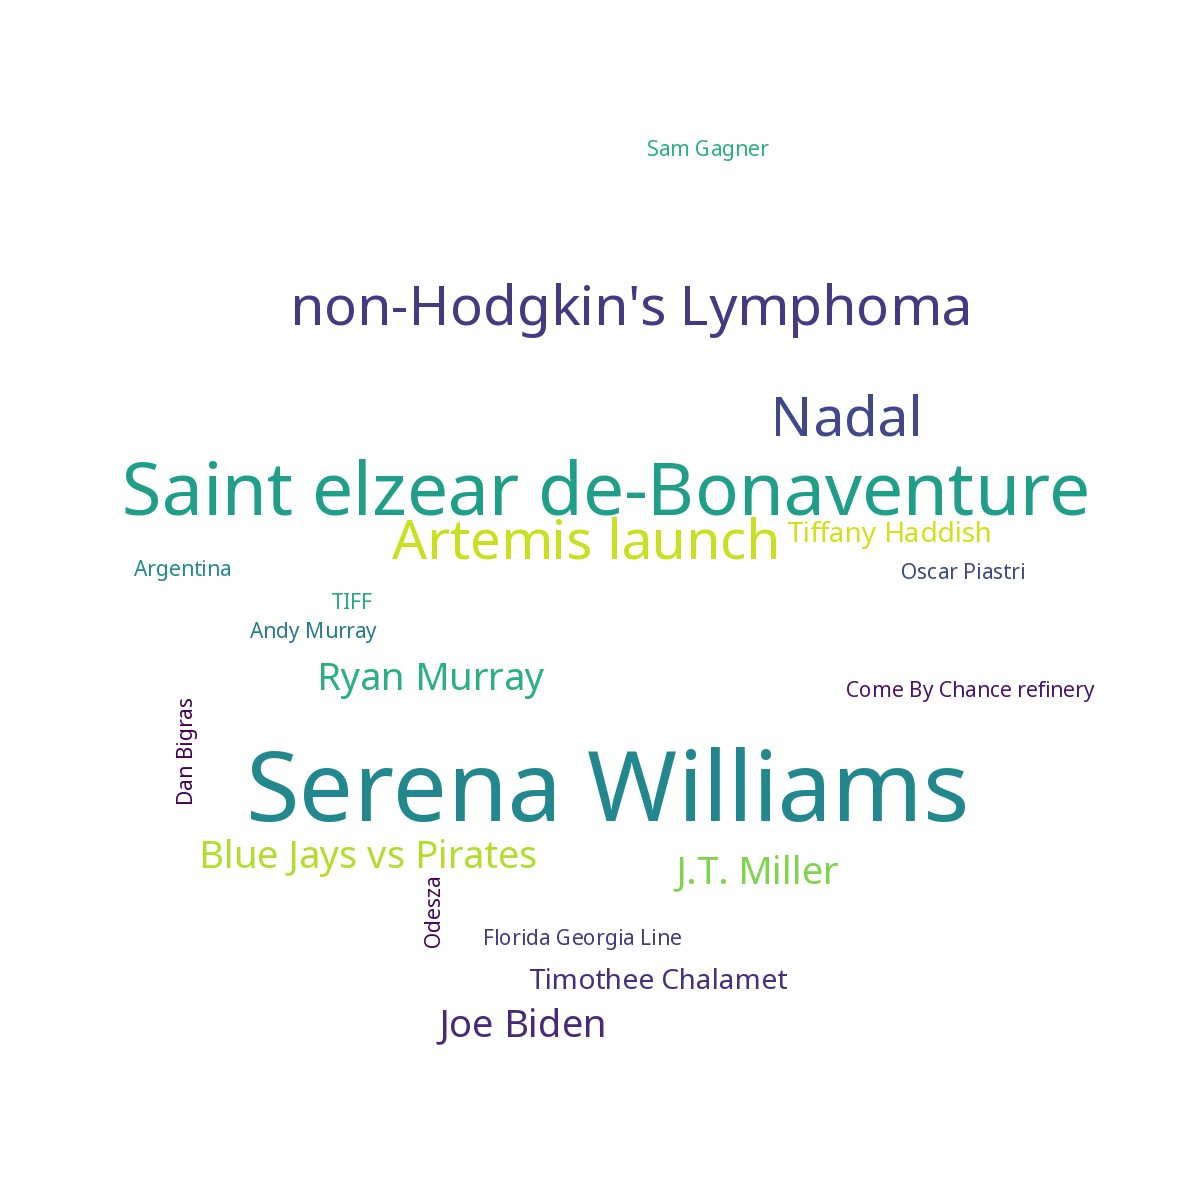 Sam Gagner
non-Hodgkin's Lymphoma
Nadal
Saint elzear de-Bonaventure
Artemis launch
Tiffany Haddish
Argentina
Oscar Piastri
TIFF
Andy Murray
Ryan Murray
Come By Chance refinery
Dan Bigras
Serena Williams
Blue Jays vs Pirates
J.T. Miller
Odesza
Florida Georgia Line
Timothee Chalamet
Joe Biden